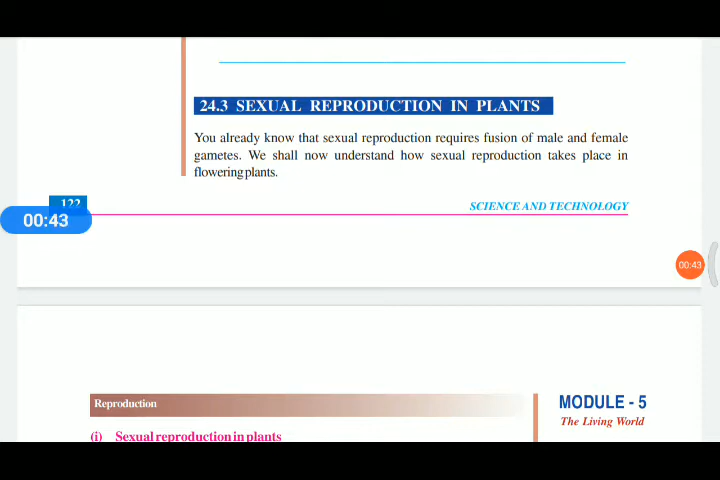 24.3 SEXUAL REPRODUCTION IN PLANTS
You already know that sexual reproduction requires fusion of male and female
gametes. We shall now understand how sexual reproduction takes place in
flowering plants.
122
SCIENCE AND TECHNOLOGY
00:43
00:43
Reproduction
MODULE - 5
The Living World
(i) Sexual reproduction in plants